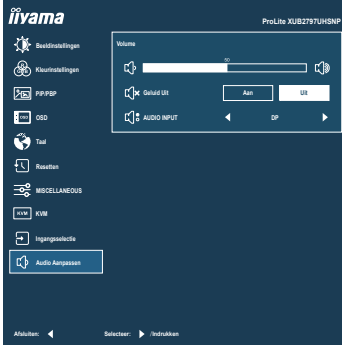 iiyama
ProLite XUB2797UHSNP
Beeldinstellingen
Kleurinstellingen
PIP/PBP
OSD
OSD
Taal
Resetten
MISCELLANEOUS
KVM
KVM
Ingangsselectie
Audio Aanpassen
Volume
50
Geluid Uit
Aan
Uit
AUDIO INPUT
DP
Afsluiten:
Selecteer: /Indrukken